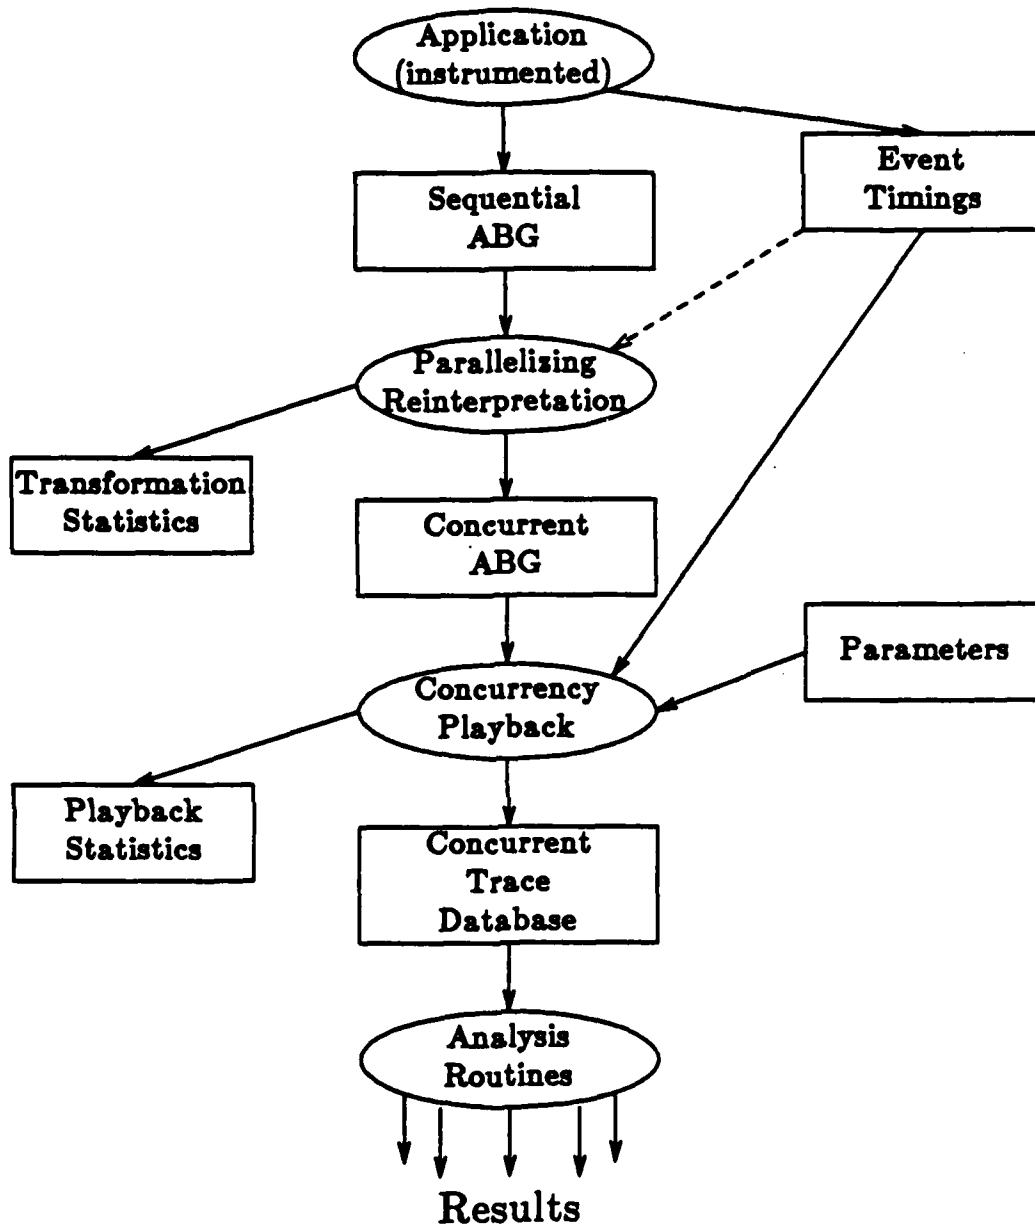 Application
(instrumented)
Event
Timings
Sequential
ABG
Parallelizing
Reinterpretation
Transformation
Statistics
Concurrent
ABG
Parameters
Concurrency
Playback
Playback
Statistics
Concurrent
Trace
Database
Analysis
Routines
Results